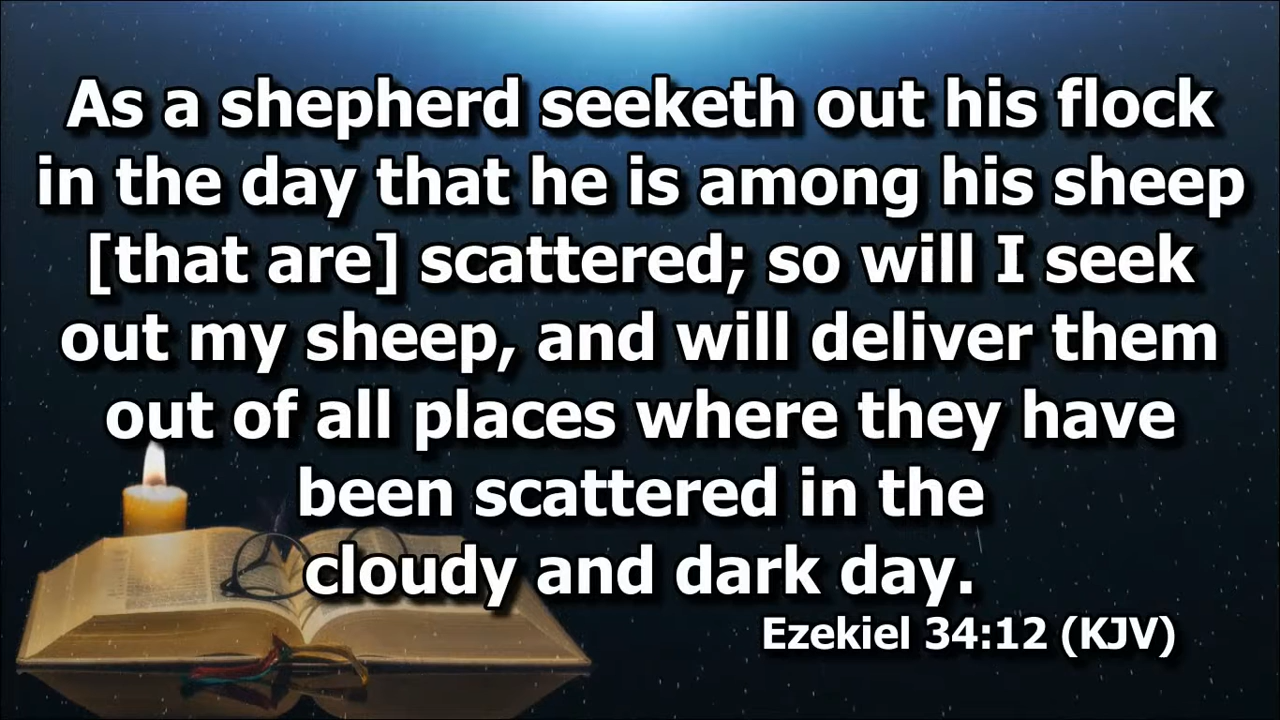 As a shepherd seeketh out his flock
in the day that he is among his sheep
[that are] scattered; so will I seek
out my sheep, and will deliver them
out of all places where they have
been scattered in the
cloudy and dark day.
Ezekiel 34:12 (KJV)